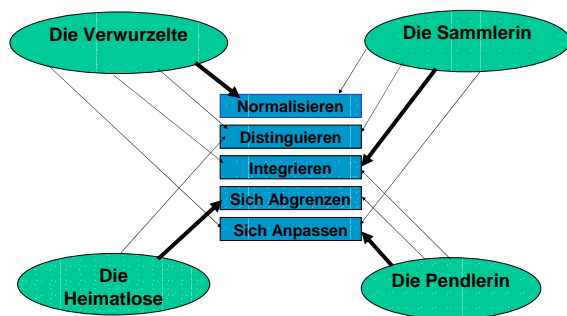 Die Verwurzelte
Die Sammlerin
Normalisieren
Distinguieren
Integrieren
Sich Abgrenzen
Sich Anpassen
Die
Heimatlose
Die Pendlerin